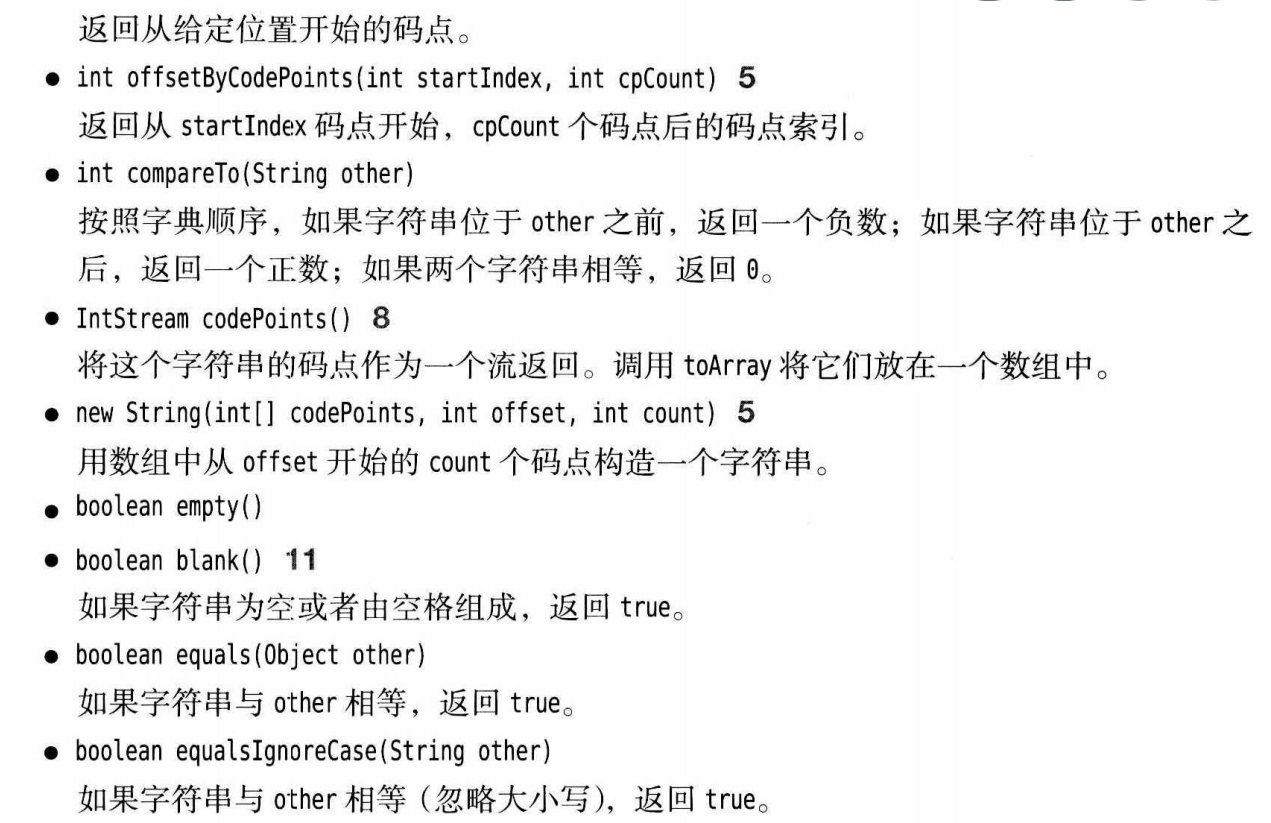 返回从给定位置开始的码点。
● int offsetByCodePoints(int startIndex, int cpCount) 5
返回从 startIndex 码点开始，cpCount 个码点后的码点索引。
● int compareTo(String other)
按照字典顺序，如果字符串位于 other 之前，返回一个负数；如果字符串位于 other 之
后，返回一个正数；如果两个字符串相等，返回 0。
● IntStream codePoints() 8
将这个字符串的码点作为一个流返回。调用 toArray 将它们放在一个数组中。
● new String(int[] codePoints, int offset, int count) 5
用数组中从 offset 开始的 count 个码点构造一个字符串。
● boolean empty()
● boolean blank() 11
如果字符串为空或者由空格组成，返回 true。
● boolean equals(Object other)
如果字符串与 other 相等，返回 true。
● boolean equalsIgnoreCase(String other)
如果字符串与 other 相等（忽略大小写），返回 true。